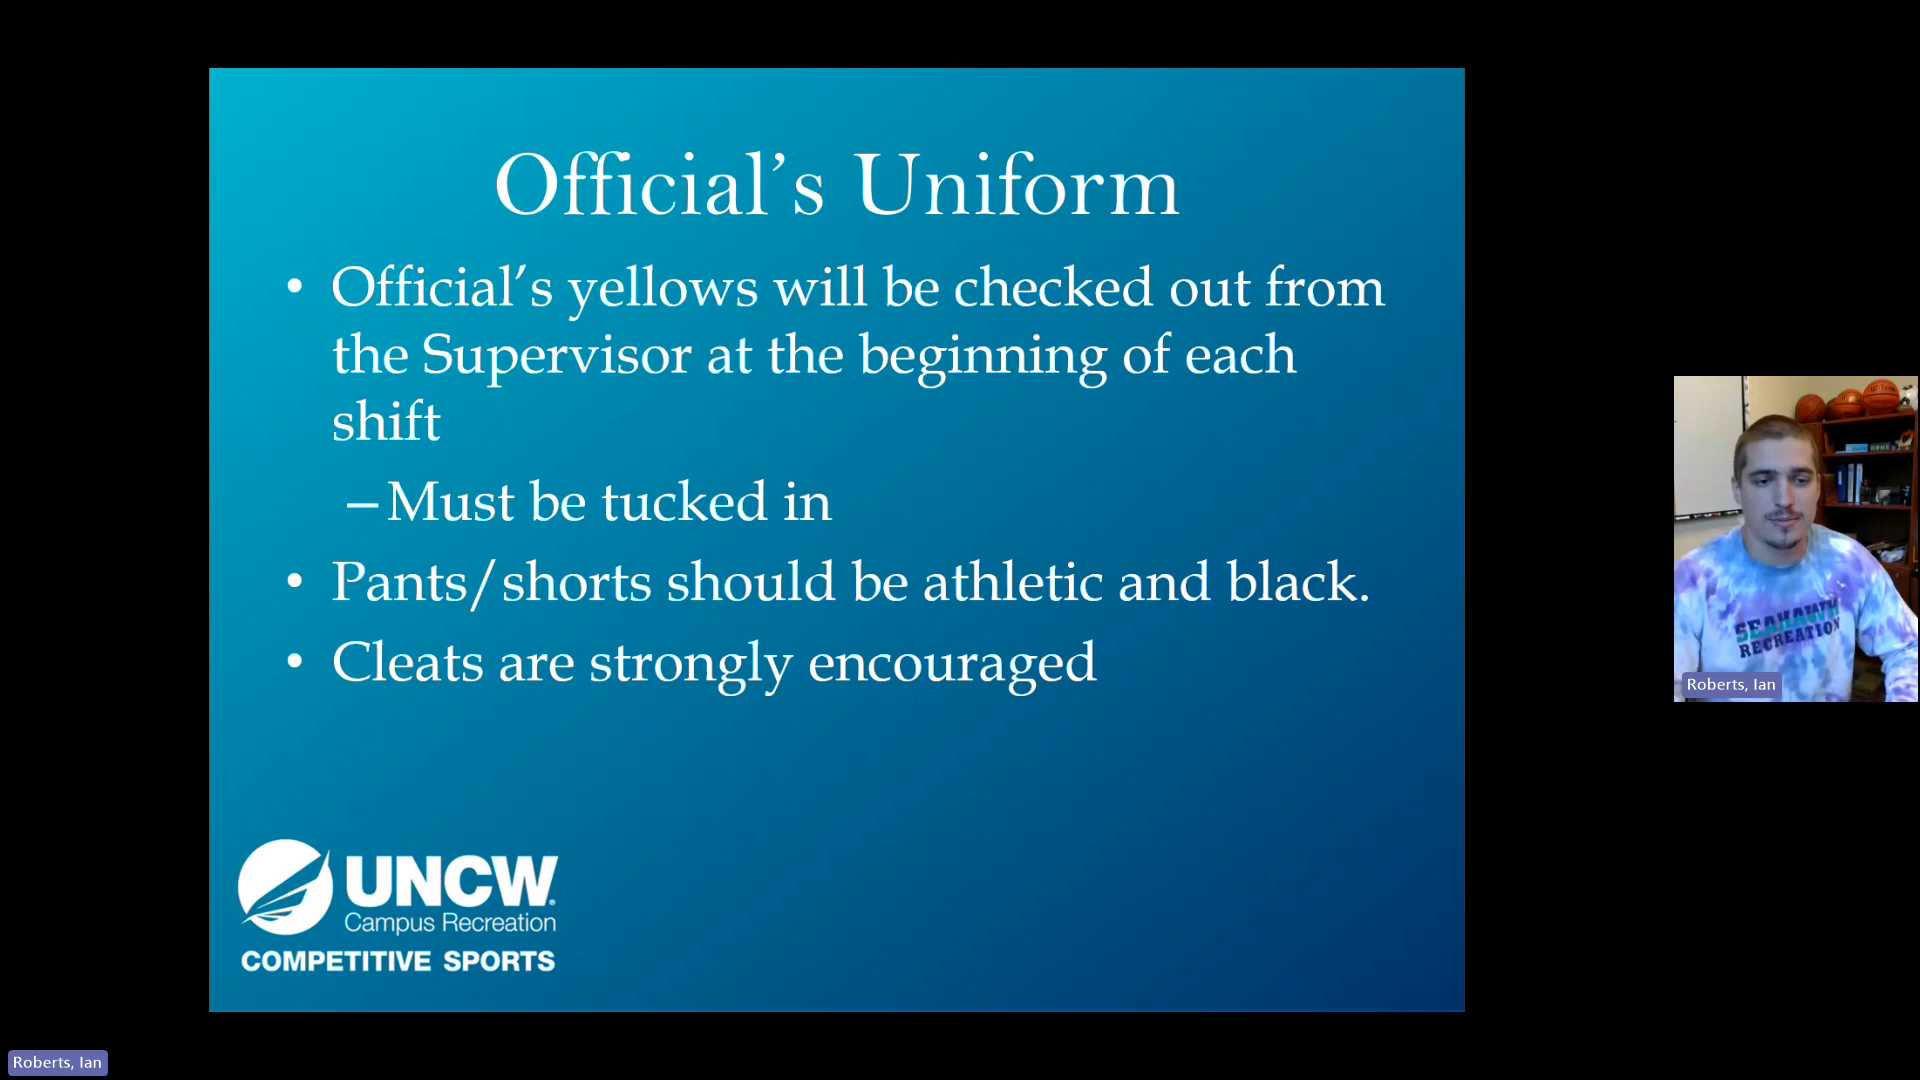 Official’s Uniform
• Official’s yellows will be checked out from
the Supervisor at the beginning of each
shift
– Must be tucked in
• Pants/shorts should be athletic and black.
• Cleats are strongly encouraged
UNCW®
Campus Recreation
COMPETITIVE SPORTS
SEAHAWK
RECREATION
Roberts, Ian
Roberts, Ian